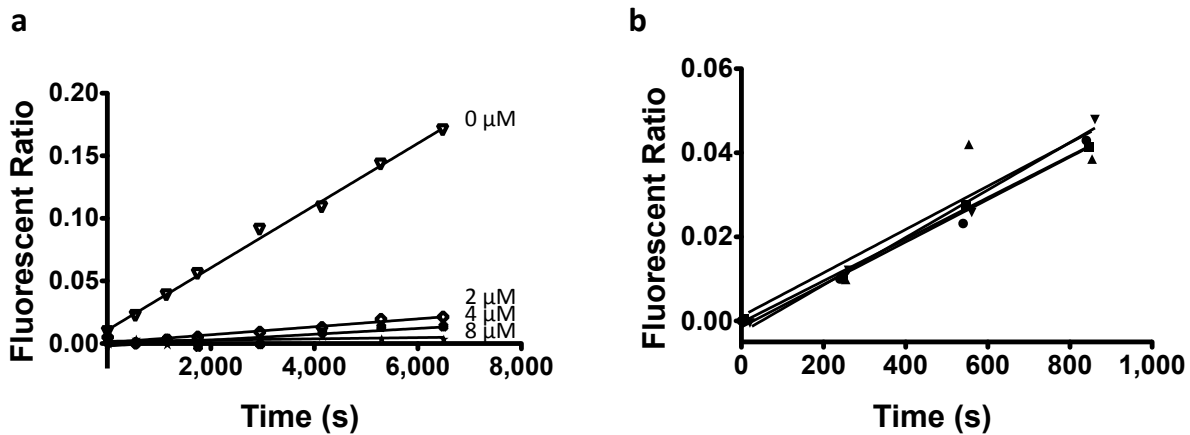 a
Fluorescent Ratio
0.20
0.15
0.10
0.05
0.00
0 µM
2 µM
4 µM
8 µM
2,000 4,000 6,000 8,000
Time (s)
b
Fluorescent Ratio
0.06
0.04
0.02
0.00
0 200 400 600 800 1,000
Time (s)